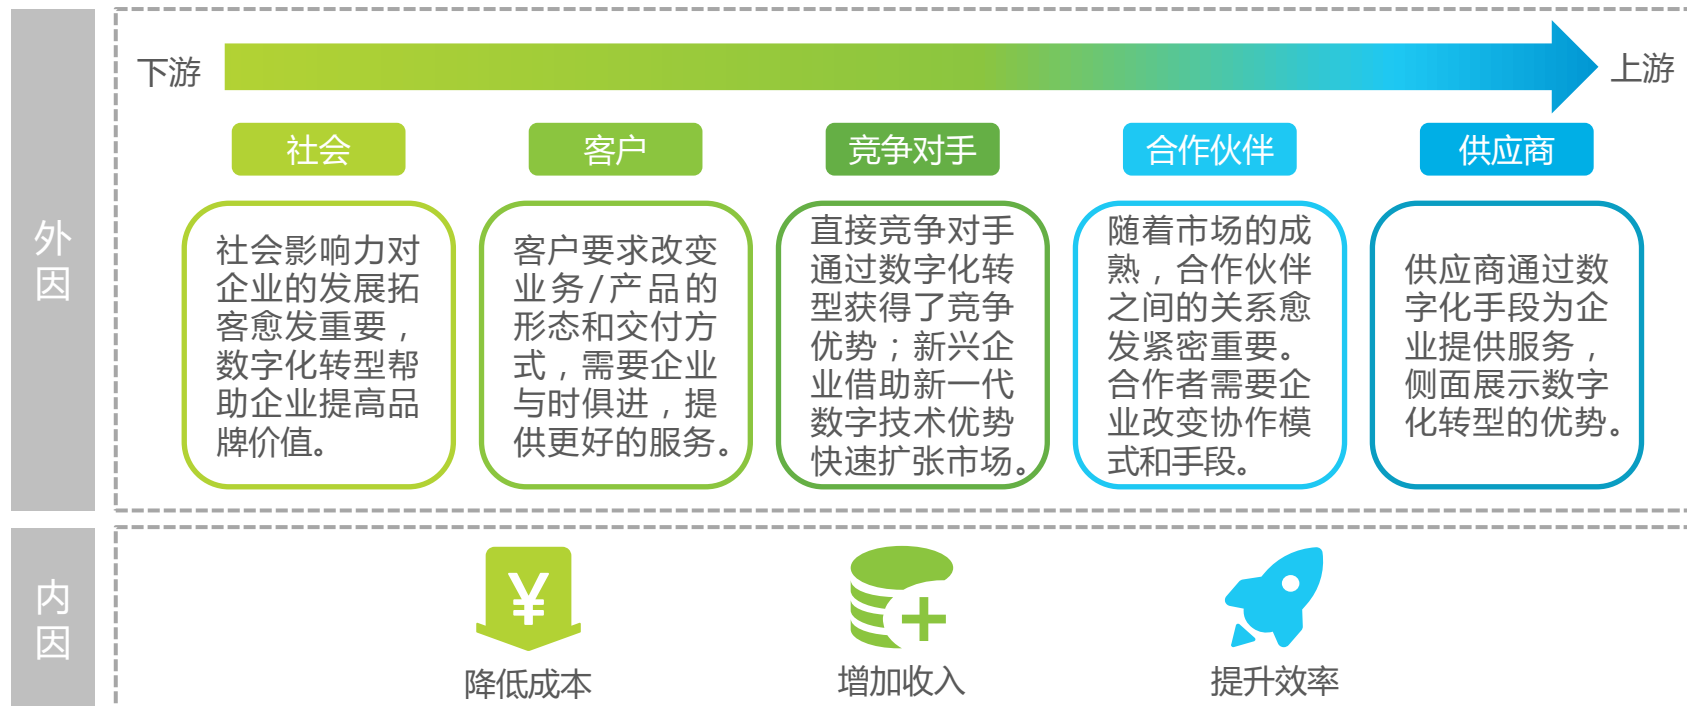 外
因
下游
上游
社会
客户
竞争对手
合作伙伴
供应商
社会影响力对
企业的发展拓
客愈发重要，
数字化转型帮
助企业提高品
牌价值。
客户要求改变
业务/产品的
形态和交付方
式，需要企业
与时俱进，提
供更好的服务。
直接竞争对手
通过数字化转
型获得了竞争
优势；新兴企
业借助新一代
数字技术优势
快速扩张市场。
随着市场的成
熟，合作伙伴
之间的关系愈
发紧密重要。
合作者需要企
业改变协作模
式和手段。
供应商通过数
字化手段为企
业提供服务，
侧面展示数字
化转型的优势。
内
因
¥
降低成本
增加收入
提升效率